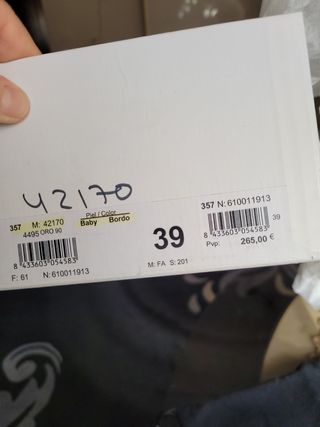 42170
357 M: 42170
Piel / Color
4495 ORO 90
Baby Bordo
8 433603 054583
F: 61 N: 610011913
39
M: FA S: 201
357 N: 610011913
8 433603 054583
39
Pvp: 265,00 €